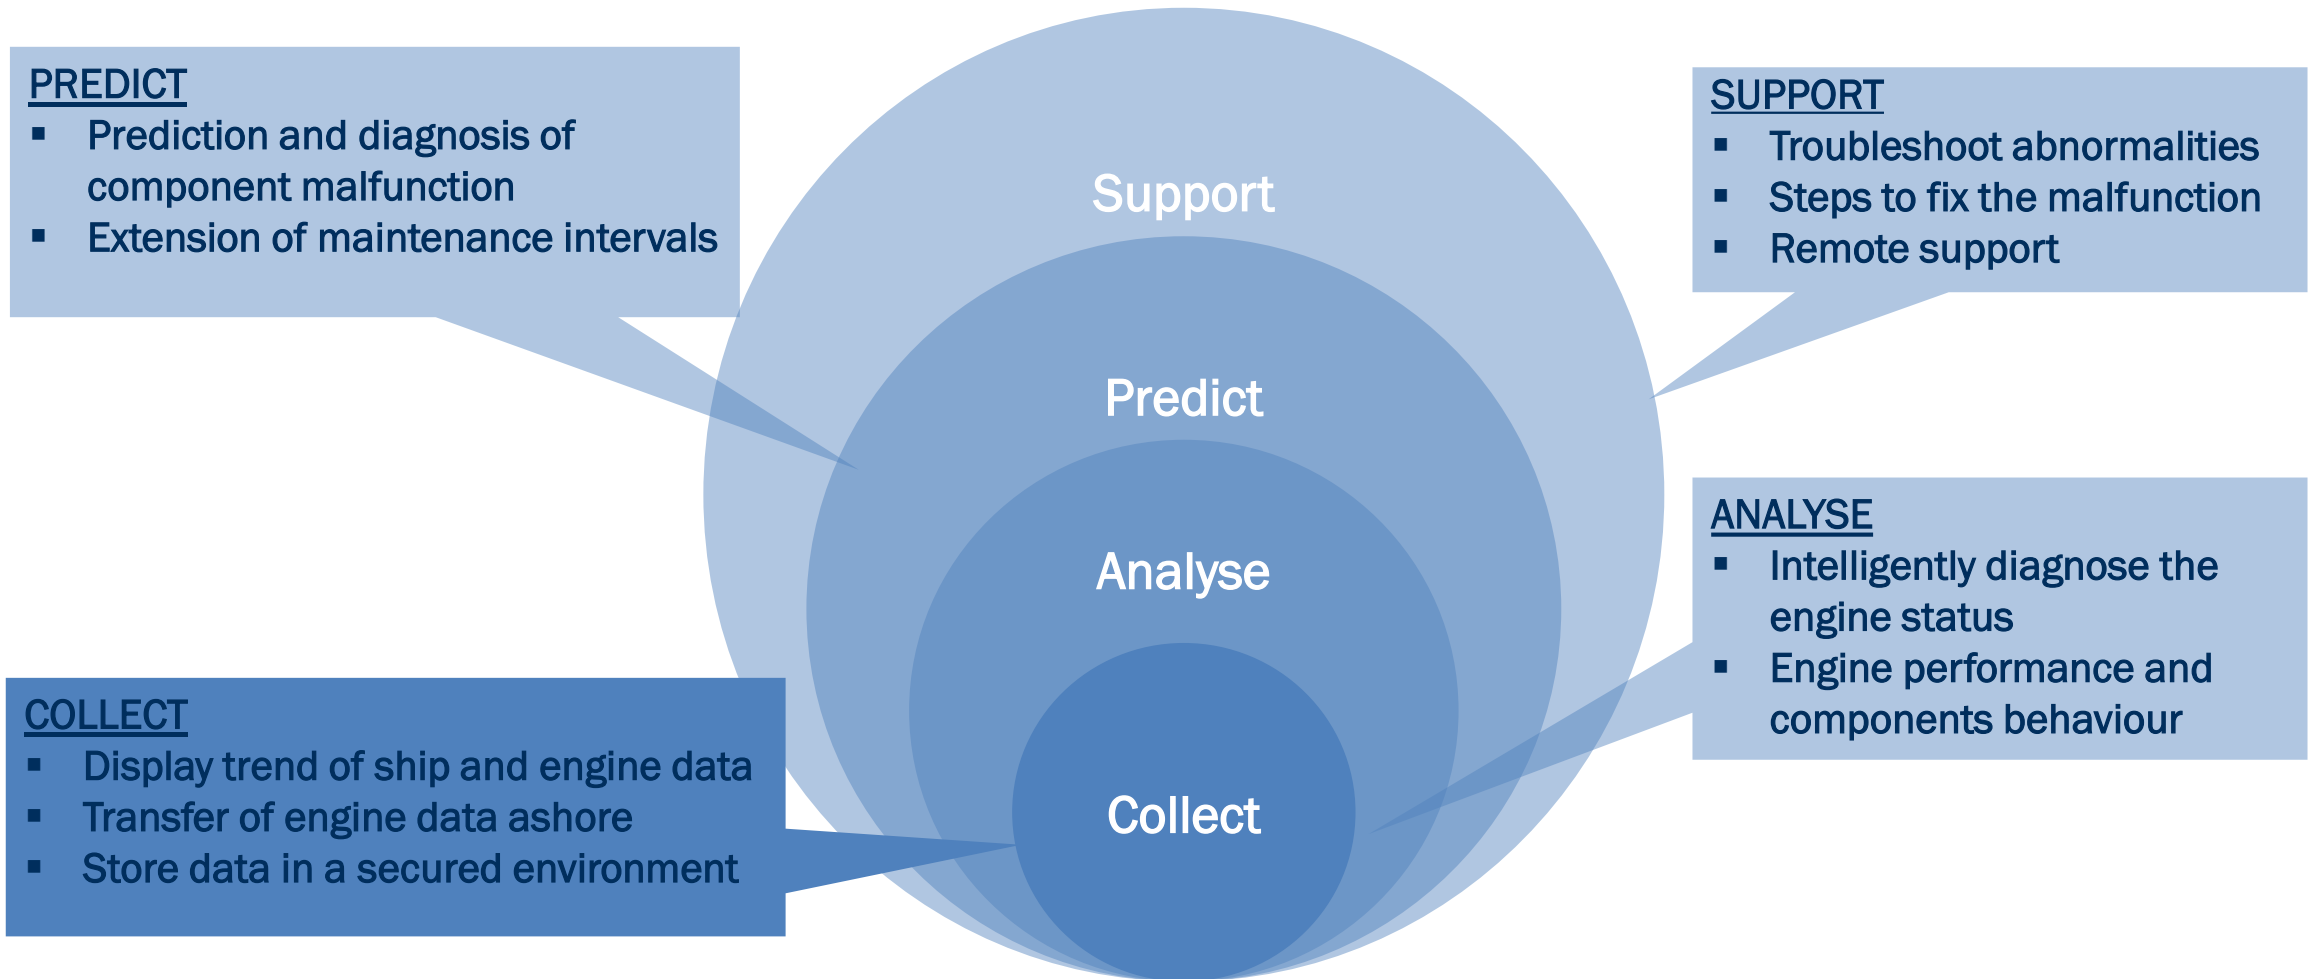 PREDICT
▪ Prediction and diagnosis of
component malfunction
▪ Extension of maintenance intervals
SUPPORT
▪ Troubleshoot abnormalities
▪ Steps to fix the malfunction
▪ Remote support
Support
Predict
Analyse
Collect
ANALYSE
▪ Intelligently diagnose the
engine status
▪ Engine performance and
components behaviour
COLLECT
▪ Display trend of ship and engine data
▪ Transfer of engine data ashore
▪ Store data in a secured environment